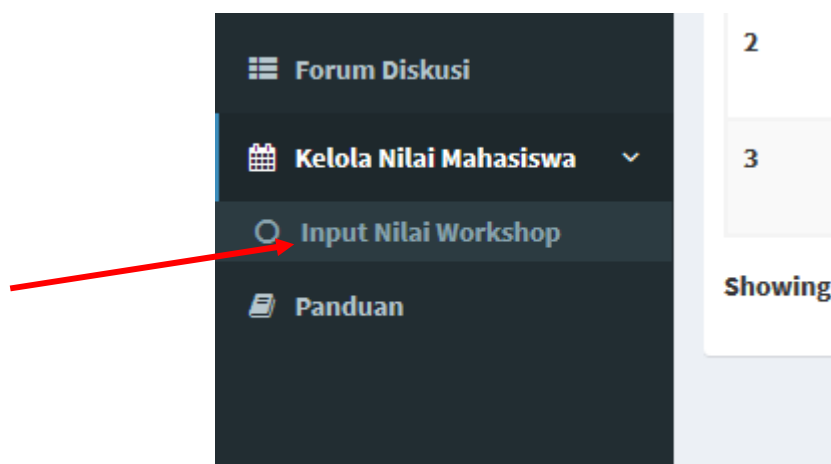 Forum Diskusi
Kelola Nilai Mahasiswa
Input Nilai Workshop
Panduan
2
3
Showing